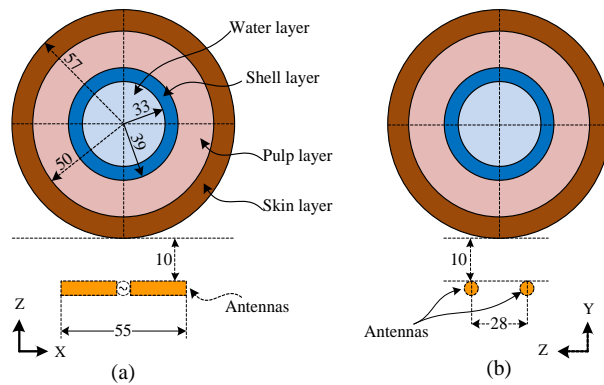 Water layer
Shell layer
57
33
39
50
Pulp layer
Skin layer
10
10
Antennas
Antennas
55
28
Z
X
Y
Z
(a)
(b)